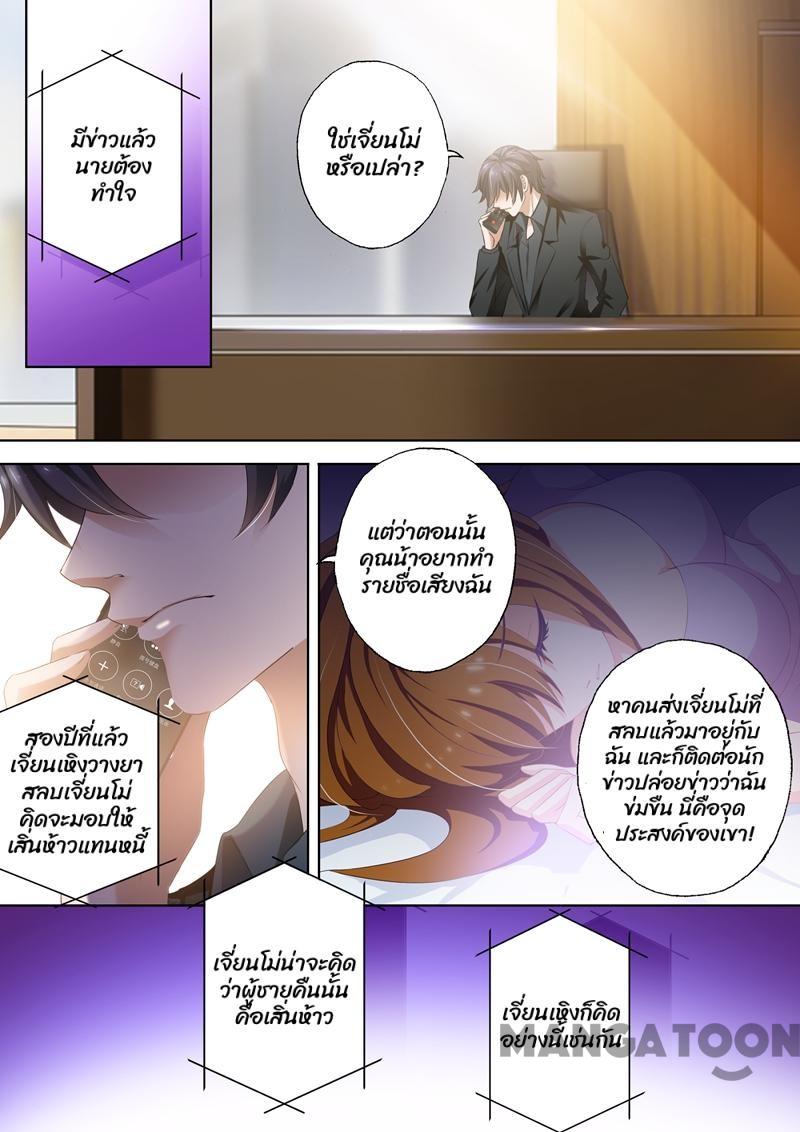 มีข่าวแล้ว
นายต้อง
ทำใจ
ใช่เจี่ยนโม่
หรือเปล่า?
สองปีที่แล้ว
เจี่ยนเหิงวางยา
สลบเจี่ยนโม่
คิดจะมอบให้
เสิ่นห้าวแทนหนี้
แต่ว่าตอนนั้น
คุณน้าอยากทำ
รายชื่อเสียงฉัน
หาคนส่งเจี่ยนโม่ที่
สลบแล้วมาอยู่กับ
ฉัน และก็ติดต่อนัก
ข่าวปล่อยข่าวว่าฉัน
ข่มขืน นี่คือจุด
ประสงค์ของเขา!
เจี่ยนโม่น่าจะคิด
ว่าผู้ชายคืนนั้น
คือเสิ่นห้าว
เจี่ยนเหิงก็คิด
อย่างนี้เช่นกัน
MANGATOON